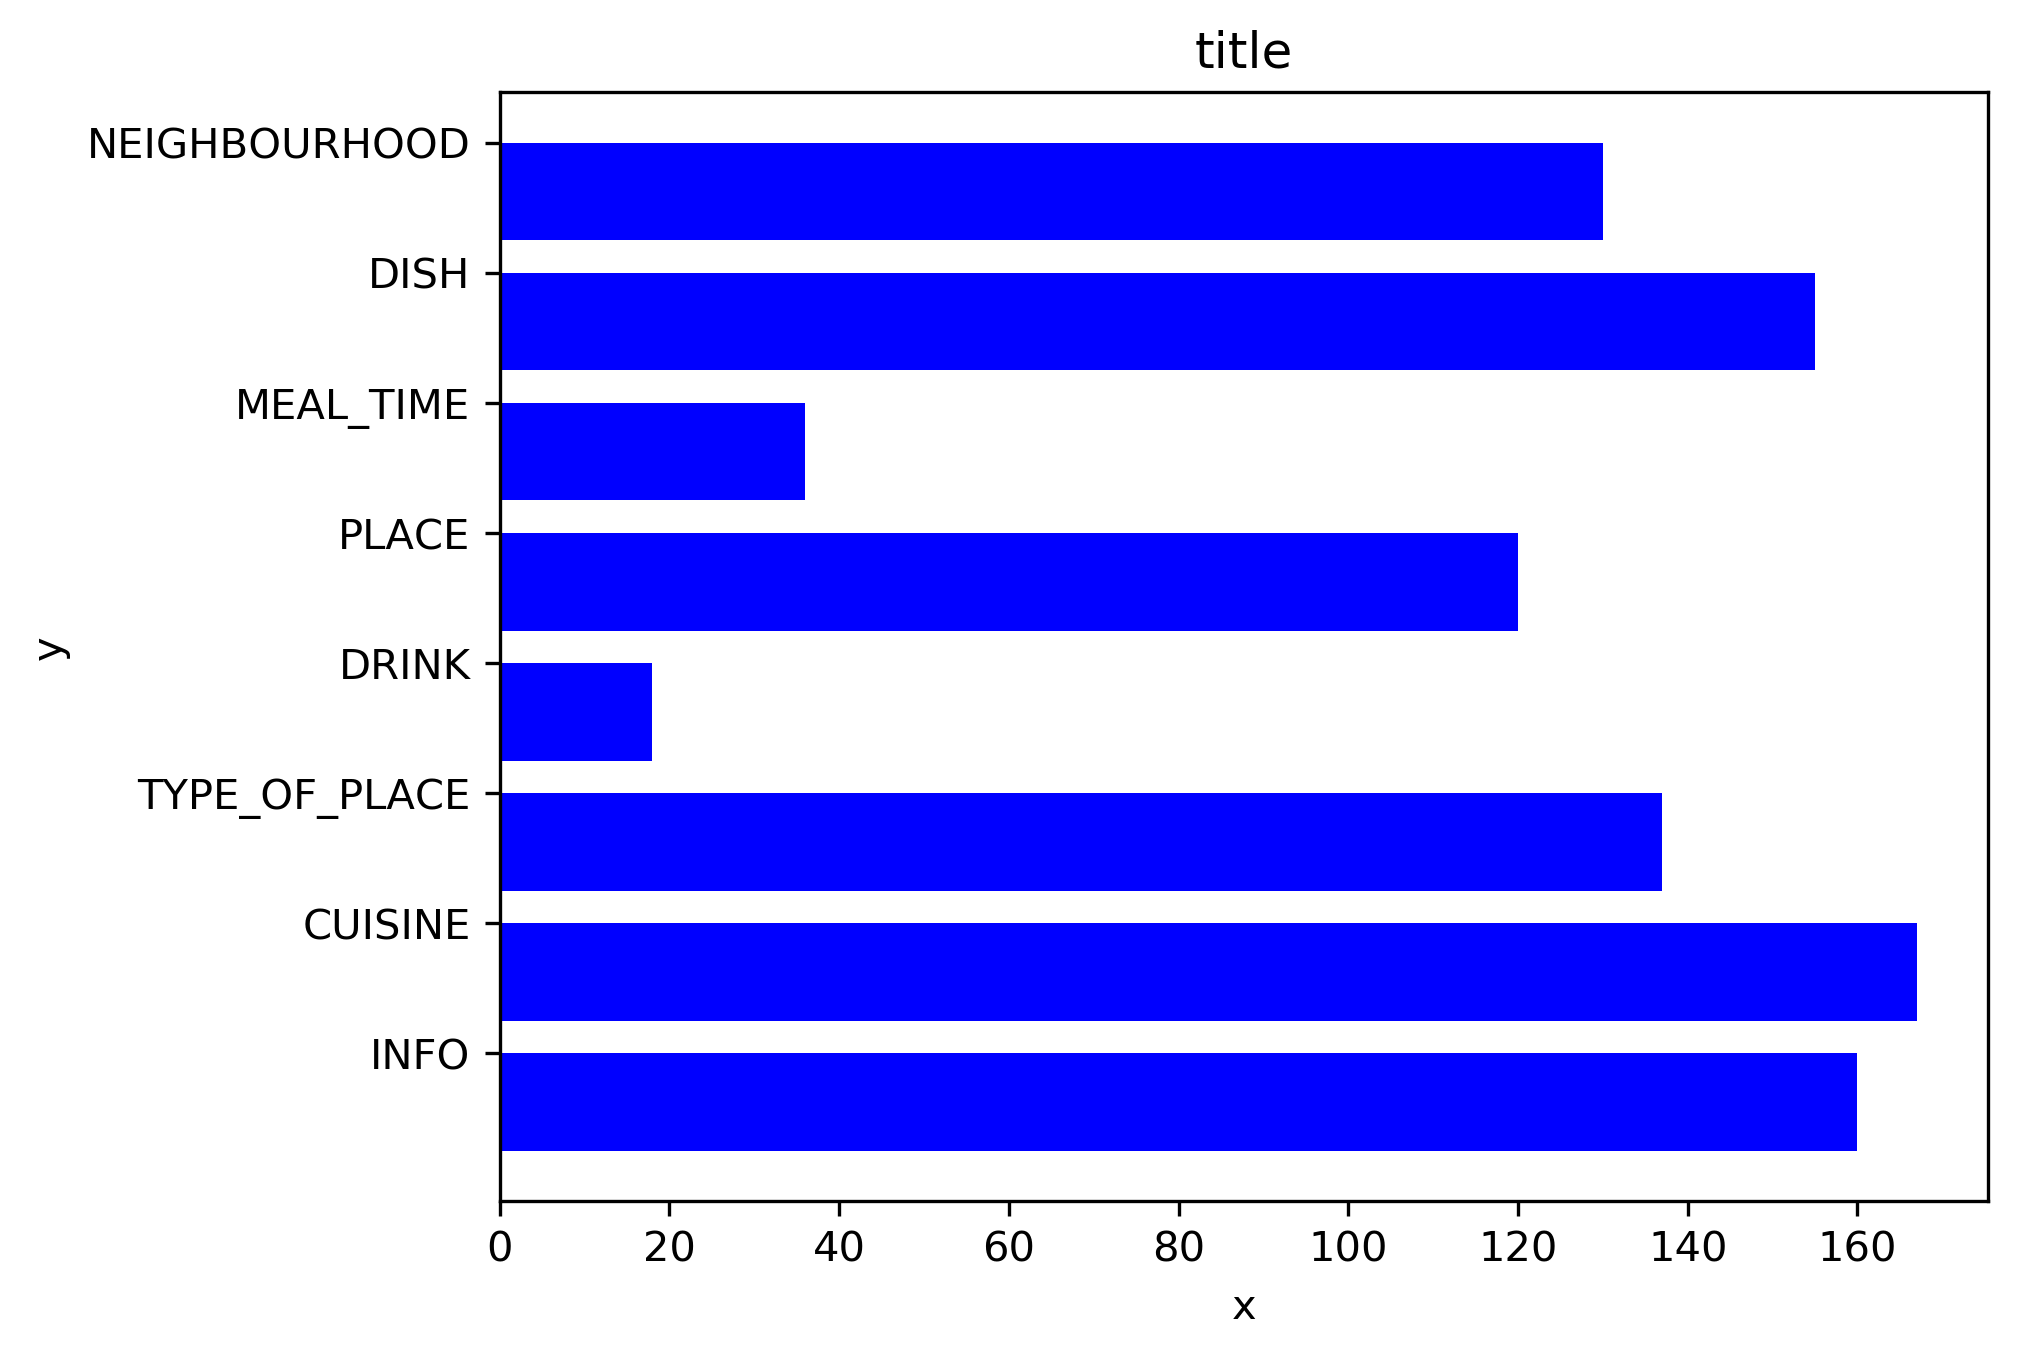 title
NEIGHBOURHOOD
DISH
MEAL_TIME
PLACE
DRINK
TYPE_OF_PLACE
CUISINE
INFO
y
0 20 40 60 80 100 120 140 160
x